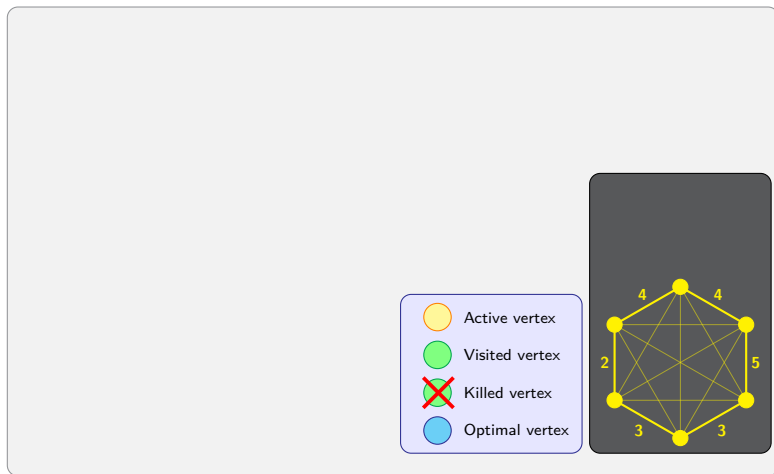 4 4
Active vertex
Visited vertex
2 5
Killed vertex
Optimal vertex
3 3